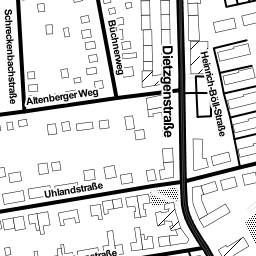 Schreckenbachstraße
Büchnerweg
Altenberger Weg
Dietzgenstraße
Heinrich-Böll-Straße
Uhlandstraße